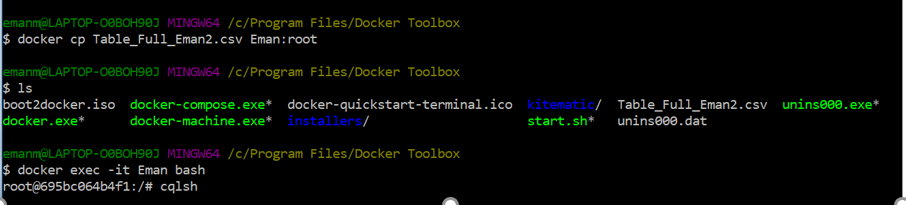 emanm@LAPTOP-O0BOH90J MINGW64 /c/Program Files/Docker Toolbox
$ docker cp Table_Full_Eman2.csv Eman:root
emanm@LAPTOP-O0BOH90J MINGW64 /c/Program Files/Docker Toolbox
$ ls
boot2docker.iso docker-compose.exe* docker-quickstart-terminal.ico kitematic/ Table_Full_Eman2.csv unins000.exe*
docker.exe* docker-machine.exe* installers/ start.sh* unins000.dat
emanm@LAPTOP-O0BOH90J MINGW64 /c/Program Files/Docker Toolbox
$ docker exec -it Eman bash
root@695bc064b4f1:/# cqlsh